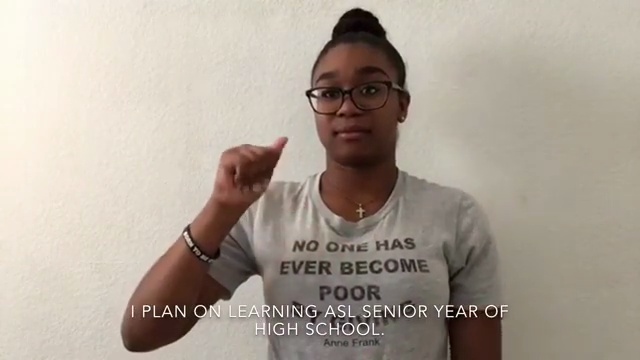 NO ONE HAS
EVER BECOME
POOR
I PLAN ON LEARNING ASL SENIOR YEAR OF
HIGH SCHOOL.
Anne Frank